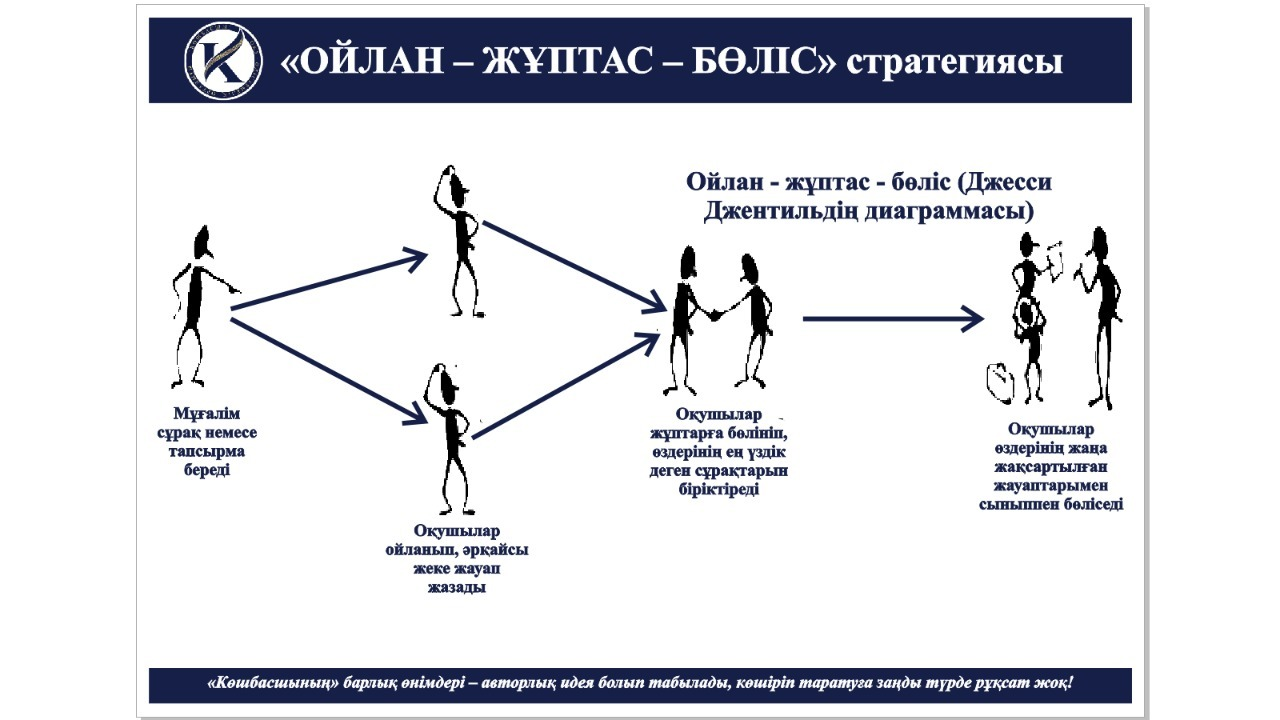 «ОЙЛАН – ЖҰПТАС – БӨЛІС» стратегиясы
Ойлан - жұптас - бөліс (Джесси
Джентильдің диаграммасы)
Мұғалім
сұрақ немесе
тапсырма
береді
Оқушылар
ойланып, әрқайсы
жеке жауап
жазады
Оқушылар
жұптарға бөлініп,
өздерінің ең үздік
деген сұрақтарын
біріктіреді
Оқушылар
өздерінің жаңа
жақсартылған
жауаптарымен
сыныппен бөліседі
«Көшбасшының» барлық өнімдері – авторлық идея болып табылады, көшіріп таратуға заңды түрде рұқсат жоқ!